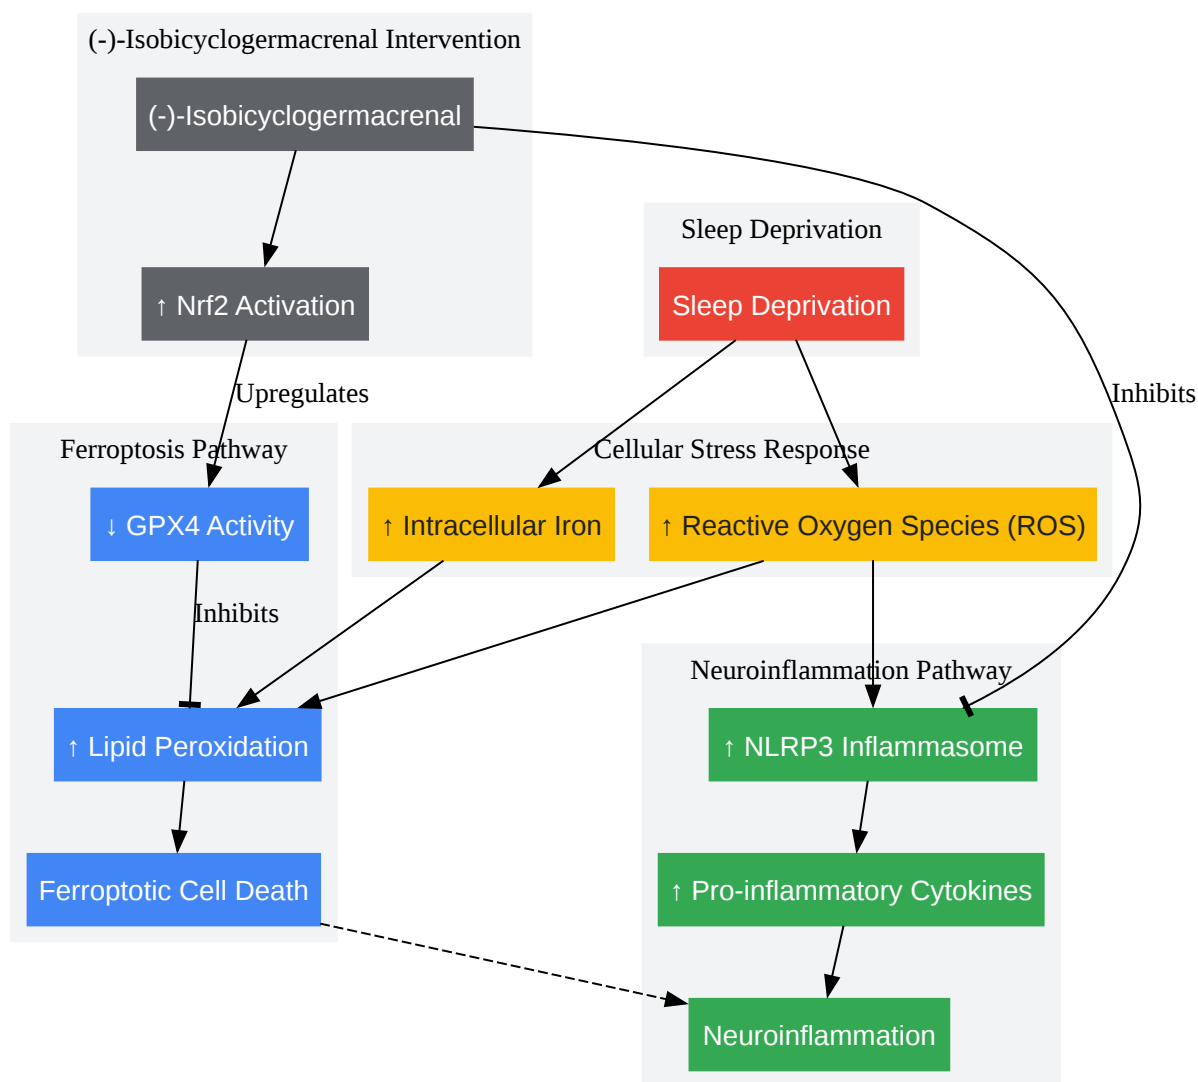 (-)-Isobicyclogermacrenal Intervention
(-)-Isobicyclogermacrenal
Sleep Deprivation
↑ Nrf2 Activation
Sleep Deprivation
Upregulates
Inhibits
Ferroptosis Pathway
Cellular Stress Response
↓ GPX4 Activity
↑ Intracellular Iron
↑ Reactive Oxygen Species (ROS)
Inhibits
Neuroinflammation Pathway
↑ Lipid Peroxidation
↑ NLRP3 Inflammasome
Ferroptotic Cell Death
↑ Pro-inflammatory Cytokines
Neuroinflammation